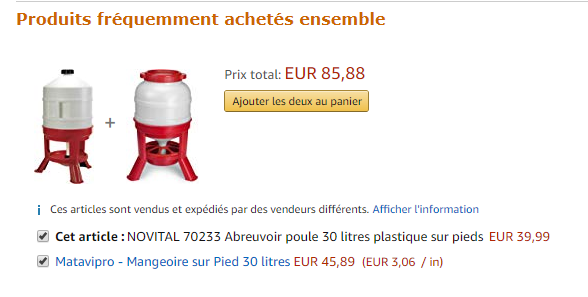 Produits fréquemment achetés ensemble
Prix total: EUR 85,88
Ajouter les deux au panier
+
i Ces articles sont vendus et expédiés par des vendeurs différents. Afficher l'information
Cet article : NOVITAL 70233 Abreuvoir poule 30 litres plastique sur pieds EUR 39,99
Matavipro - Mangeoire sur Pied 30 litres EUR 45,89 (EUR 3,06 / in)